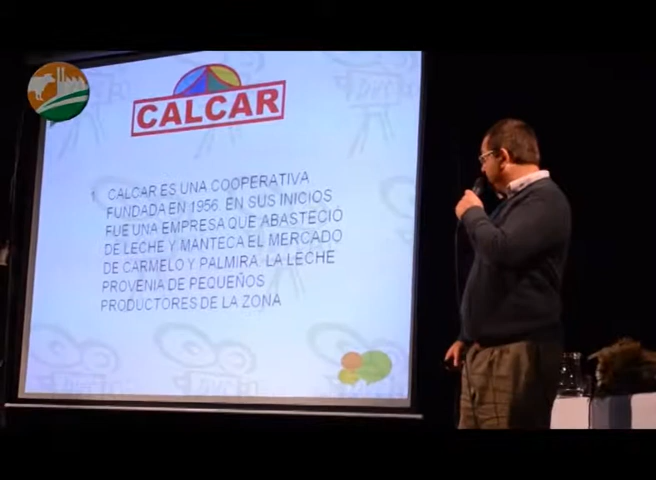 CALCAR
CALCAR ES UNA COOPERATIVA
FUNDADA EN 1956. EN SUS INICIOS
FUE UNA EMPRESA QUE ABASTECIÓ
DE LECHE Y MANTECA EL MERCADO
DE CARMELO Y PALMIRA. LA LECHE
PROVENIA DE PEQUEÑOS
PRODUCTORES DE LA ZONA